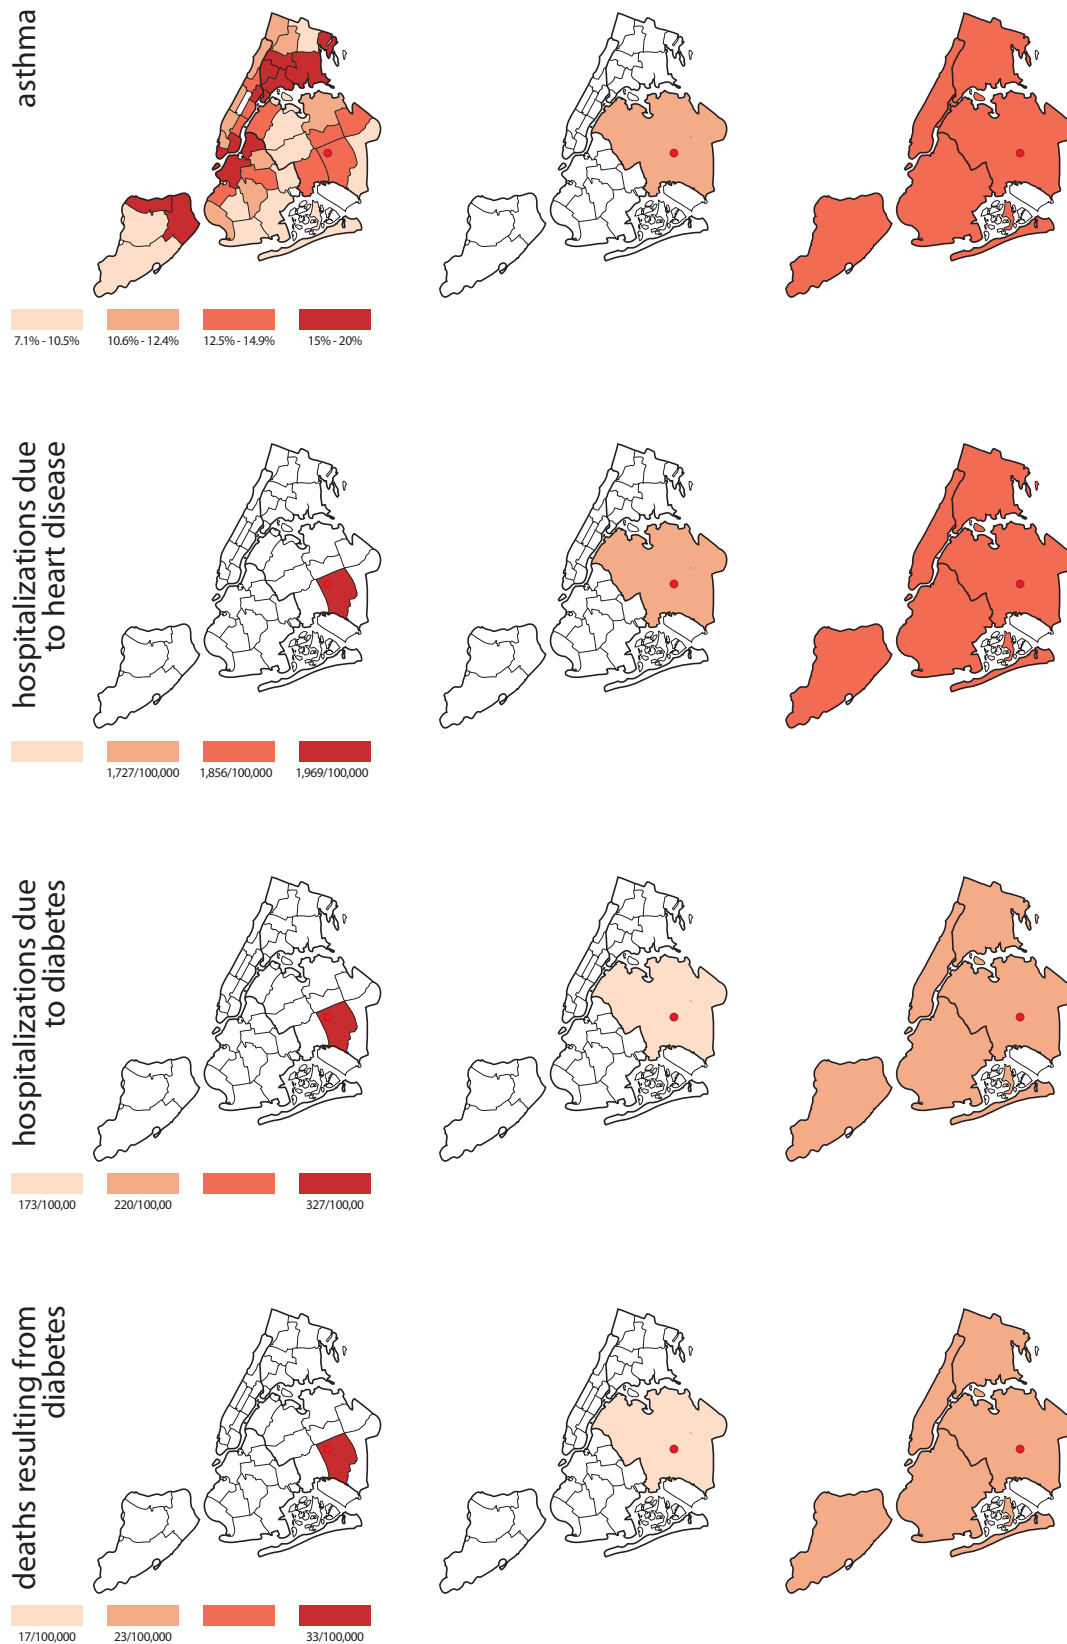 asthma
7.1% - 10.5%
10.6% - 12.4%
12.5% - 14.9%
15% - 20%
hospitalizations due
to heart disease
1,727/100,000
1,856/100,000
1,969/100,000
hospitalizations due
to diabetes
173/100,00
220/100,00
327/100,00
deaths resulting from
diabetes
17/100,000
23/100,000
33/100,000